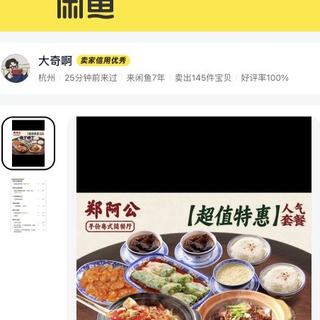 闲鱼
大奇啊 卖家信用优秀
杭州 | 25分钟前来过 | 来闲鱼7年 | 卖出145件宝贝 | 好评率100%
郑阿公
平价粤式简餐厅
【超值特惠】人气套餐